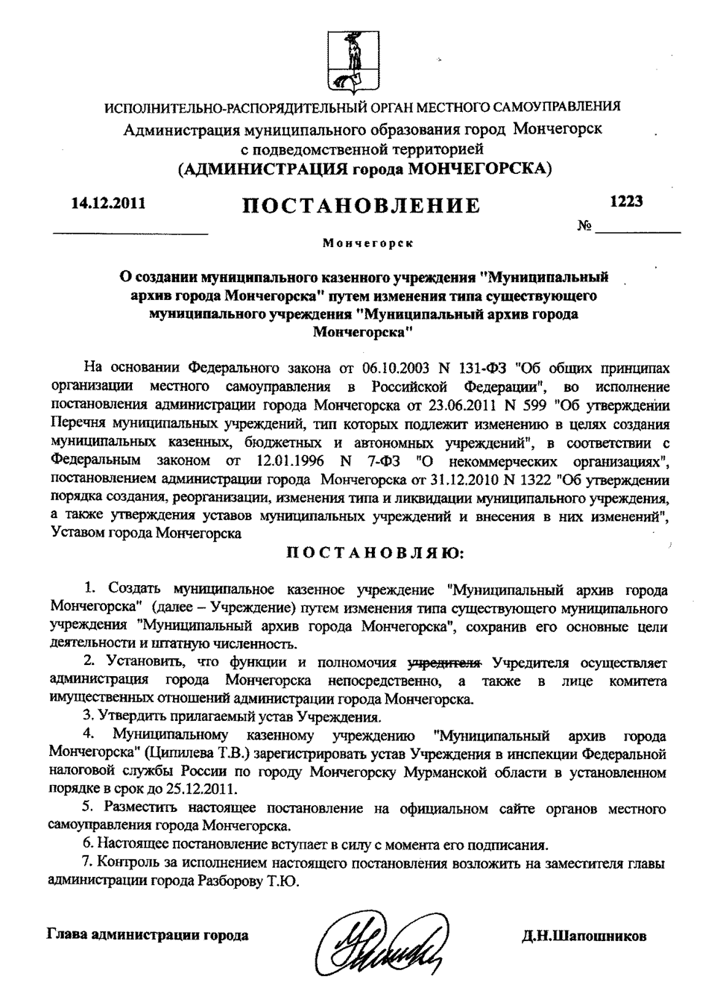 ИСПОЛНИТЕЛЬНО-РАСПОРЯДИТЕЛЬНЫЙ ОРГАН МЕСТНОГО САМОУПРАВЛЕНИЯ
Администрация муниципального образования город Мончегорск
с подведомственной территорией
(АДМИНИСТРАЦИЯ города МОНЧЕГОРСКА)
14.12.2011 ПОСТАНОВЛЕНИЕ 1223
№
Мончегорск
О создании муниципального казенного учреждения "Муниципальный
архив города Мончегорска" путем изменения типа существующего
муниципального учреждения "Муниципальный архив города
Мончегорска"
На основании Федерального закона от 06.10.2003 N 131-ФЗ "Об общих принципах
организации местного самоуправления в Российской Федерации", во исполнение
постановления администрации города Мончегорска от 23.06.2011 N 599 "Об утверждении
Перечня муниципальных учреждений, тип которых подлежит изменению в целях создания
муниципальных казенных, бюджетных и автономных учреждений", в соответствии с
Федеральным законом от 12.01.1996 N 7-ФЗ "О некоммерческих организациях",
постановлением администрации города Мончегорска от 31.12.2010 N 1322 "Об утверждении
порядка создания, реорганизации, изменения типа и ликвидации муниципального учреждения,
а также утверждения уставов муниципальных учреждений и внесения в них изменений",
Уставом города Мончегорска
ПОСТАНОВЛЯЮ:
1. Создать муниципальное казенное учреждение "Муниципальный архив города
Мончегорска" (далее – Учреждение) путем изменения типа существующего муниципального
учреждения "Муниципальный архив города Мончегорска", сохранив его основные цели
деятельности и штатную численность.
2. Установить, что функции и полномочия учредителя Учредителя осуществляет
администрация города Мончегорска непосредственно, а также в лице комитета
имущественных отношений администрации города Мончегорска.
3. Утвердить прилагаемый устав Учреждения.
4. Муниципальному казенному учреждению "Муниципальный архив города
Мончегорска" (Ципилева Т.В.) зарегистрировать устав Учреждения в инспекции Федеральной
налоговой службы России по городу Мончегорску Мурманской области в установленном
порядке в срок до 25.12.2011.
5. Разместить настоящее постановление на официальном сайте органов местного
самоуправления города Мончегорска.
6. Настоящее постановление вступает в силу с момента его подписания.
7. Контроль за исполнением настоящего постановления возложить на заместителя главы
администрации города Разборову Т.Ю.
Глава администрации города Д.Н.Шапошников